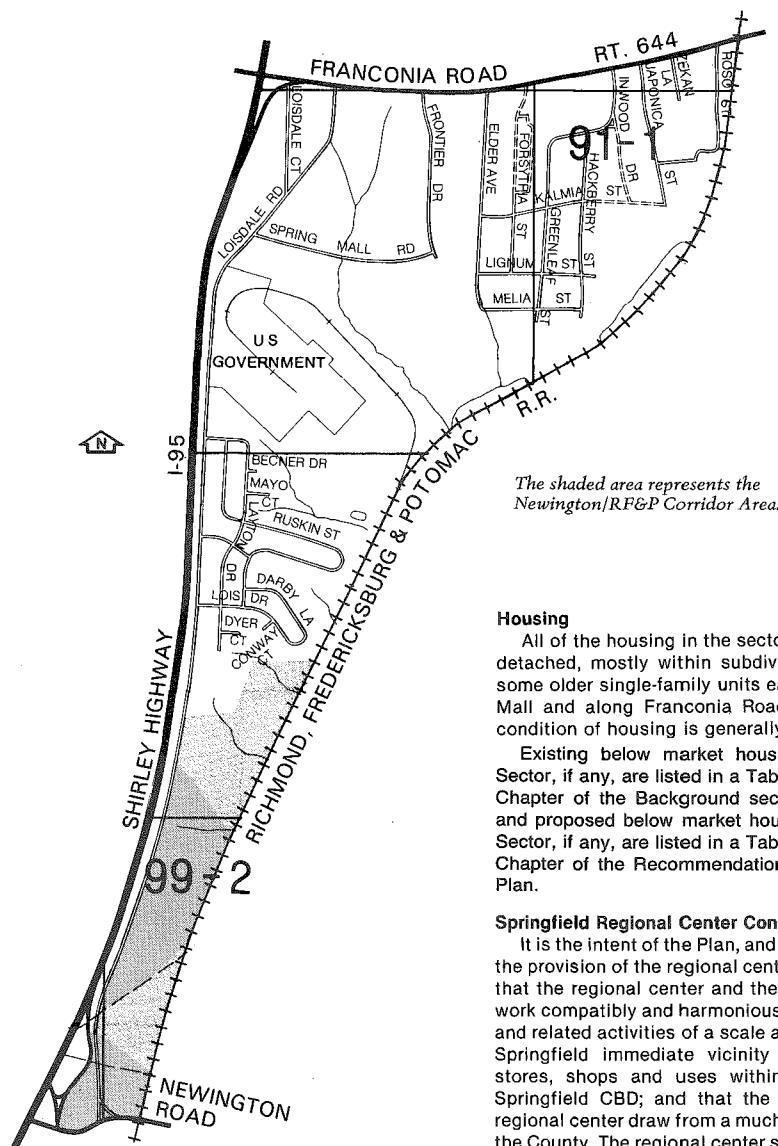 RT. 644
FRANCONIA ROAD
LOISDALE CT
FRONTIER DR
ELDER AVE
FORSYTHIA ST
INWOOD DR
JAPONICA ST
LA
91-1
HACKBERRY ST
KALMIA ST
GREENLEAF ST
LOISDALE RD
SPRING MALL RD
LIGNUM ST
MELIA ST
U S
GOVERNMENT
R.R.
N
I-95
BECNER DR
MAYO CT
LAYTON DR
RUSKIN ST
DARBY LA
LOIS DR
DYER CT
CONWAY CT
RICHMOND, FREDERICKSBURG & POTOMAC
SHIRLEY HIGHWAY
99-2
NEWINGTON
ROAD
The shaded area represents the
Newington/RF&P Corridor Area.
Housing
All of the housing in the secto
detached, mostly within subdiv
some older single-family units ea
Mall and along Franconia Road
condition of housing is generally
Existing below market hous
Sector, if any, are listed in a Tab
Chapter of the Background sec
and proposed below market hou
Sector, if any, are listed in a Tab
Chapter of the Recommendation
Plan.
Springfield Regional Center Con
It is the intent of the Plan, and
the provision of the regional cent
that the regional center and the
work compatibly and harmonious
and related activities of a scale a
Springfield immediate vicinity
stores, shops and uses within
Springfield CBD; and that the
regional center draw from a much
the County. The regional center s